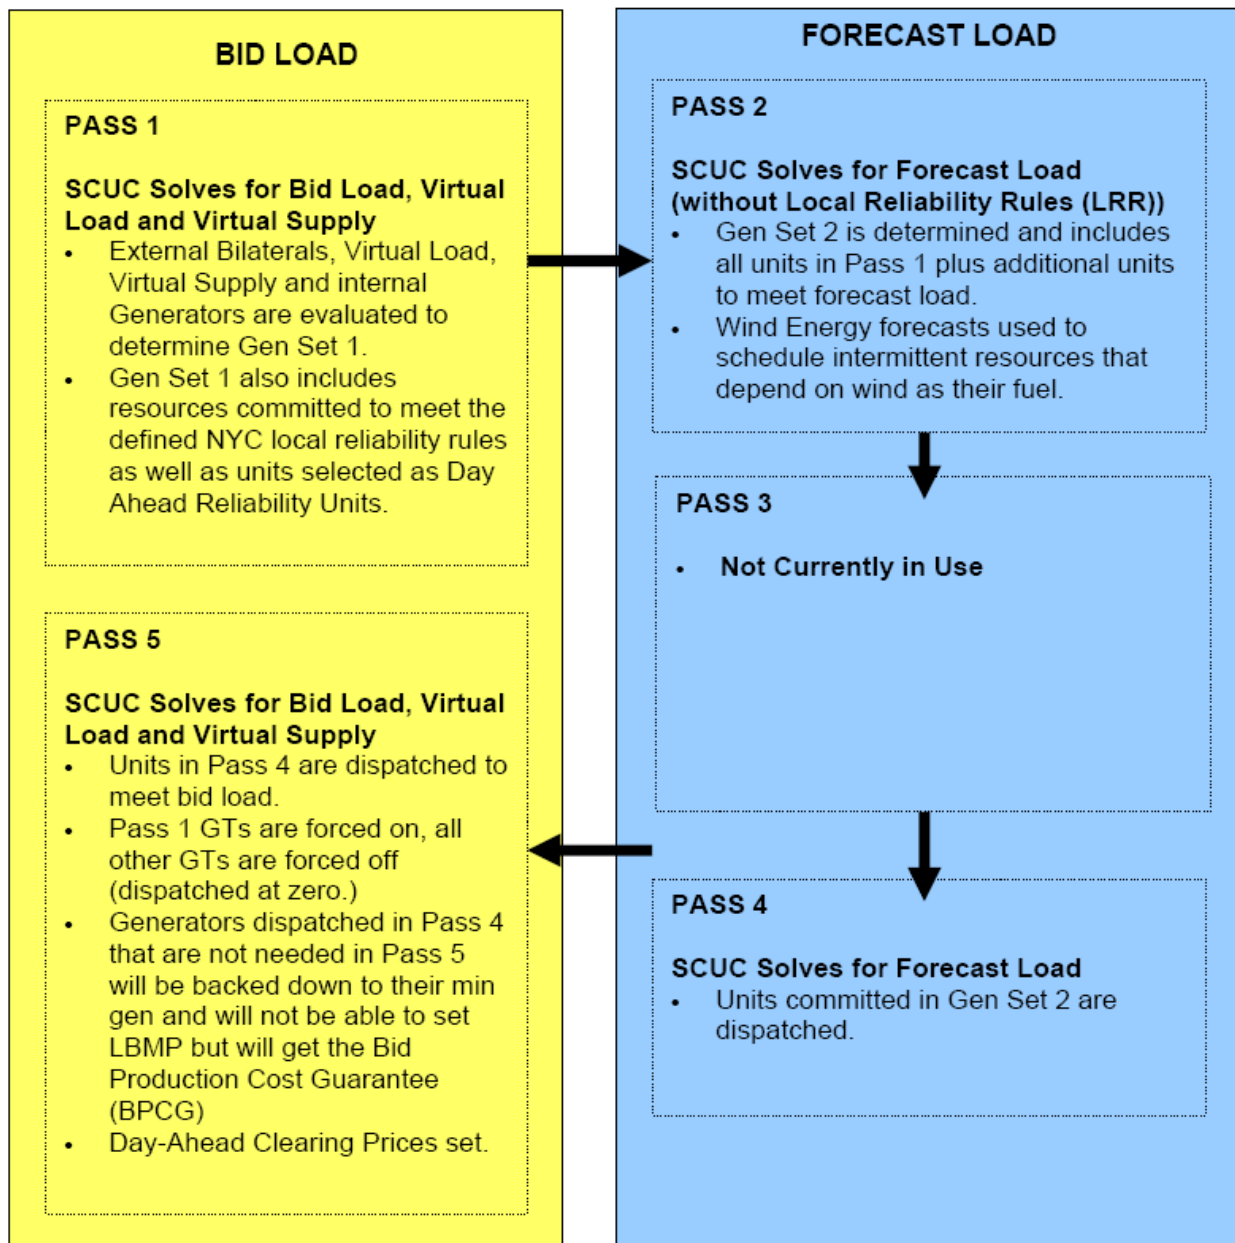 BID LOAD
PASS 1
SCUC Solves for Bid Load, Virtual
Load and Virtual Supply
• External Bilaterals, Virtual Load,
Virtual Supply and internal
Generators are evaluated to
determine Gen Set 1.
• Gen Set 1 also includes
resources committed to meet the
defined NYC local reliability rules
as well as units selected as Day
Ahead Reliability Units.
FORECAST LOAD
PASS 2
SCUC Solves for Forecast Load
(without Local Reliability Rules (LRR))
• Gen Set 2 is determined and includes
all units in Pass 1 plus additional units
to meet forecast load.
• Wind Energy forecasts used to
schedule intermittent resources that
depend on wind as their fuel.
PASS 3
• Not Currently in Use
PASS 4
SCUC Solves for Forecast Load
• Units committed in Gen Set 2 are
dispatched.
PASS 5
SCUC Solves for Bid Load, Virtual
Load and Virtual Supply
• Units in Pass 4 are dispatched to
meet bid load.
• Pass 1 GTs are forced on, all
other GTs are forced off
(dispatched at zero.)
• Generators dispatched in Pass 4
that are not needed in Pass 5
will be backed down to their min
gen and will not be able to set
LBMP but will get the Bid
Production Cost Guarantee
(BPCG)
• Day-Ahead Clearing Prices set.